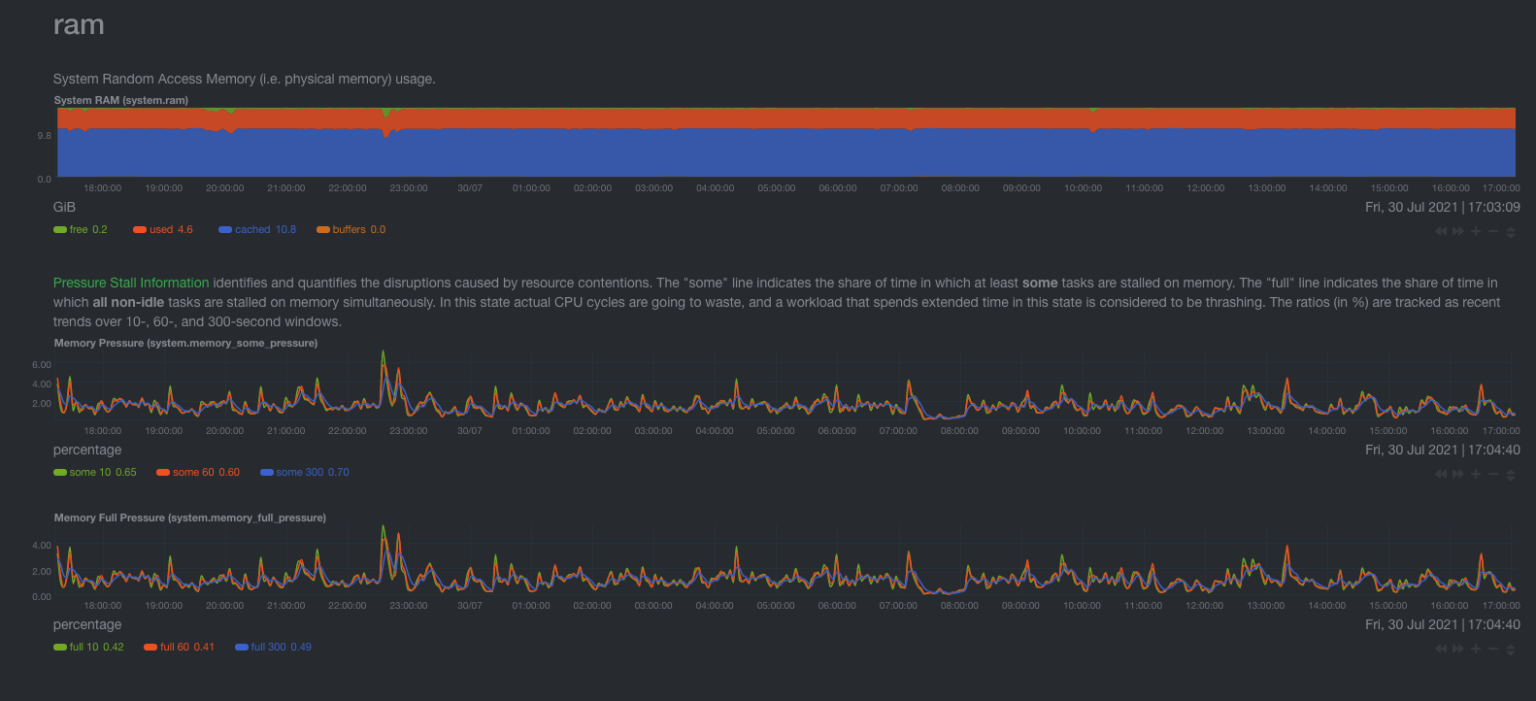 ram
System Random Access Memory (i.e. physical memory) usage.
System RAM (system.ram)
9.8
0.0
18:00:00 19:00:00 20:00:00 21:00:00 22:00:00 23:00:00 30/07 01:00:00 02:00:00 03:00:00 04:00:00 05:00:00 06:00:00 07:00:00 08:00:00 09:00:00 10:00:00 11:00:00 12:00:00 13:00:00 14:00:00 15:00:00 16:00:00 17:00:00
GiB Fri, 30 Jul 2021 | 17:03:09
free 0.2 used 4.6 cached 10.8 buffers 0.0
Pressure Stall Information identifies and quantifies the disruptions caused by resource contentions. The "some" line indicates the share of time in which at least some tasks are stalled on memory. The "full" line indicates the share of time in
which all non-idle tasks are stalled on memory simultaneously. In this state actual CPU cycles are going to waste, and a workload that spends extended time in this state is considered to be thrashing. The ratios (in %) are tracked as recent
trends over 10-, 60-, and 300-second windows.
Memory Pressure (system.memory_some_pressure)
6.00
4.00
2.00
18:00:00 19:00:00 20:00:00 21:00:00 22:00:00 23:00:00 30/07 01:00:00 02:00:00 03:00:00 04:00:00 05:00:00 06:00:00 07:00:00 08:00:00 09:00:00 10:00:00 11:00:00 12:00:00 13:00:00 14:00:00 15:00:00 16:00:00 17:00:00
percentage Fri, 30 Jul 2021 | 17:04:40
some 10 0.65 some 60 0.60 some 300 0.70
Memory Full Pressure (system.memory_full_pressure)
4.00
2.00
0.00
18:00:00 19:00:00 20:00:00 21:00:00 22:00:00 23:00:00 30/07 01:00:00 02:00:00 03:00:00 04:00:00 05:00:00 06:00:00 07:00:00 08:00:00 09:00:00 10:00:00 11:00:00 12:00:00 13:00:00 14:00:00 15:00:00 16:00:00 17:00:00
percentage Fri, 30 Jul 2021 | 17:04:40
full 10 0.42 full 60 0.41 full 300 0.49